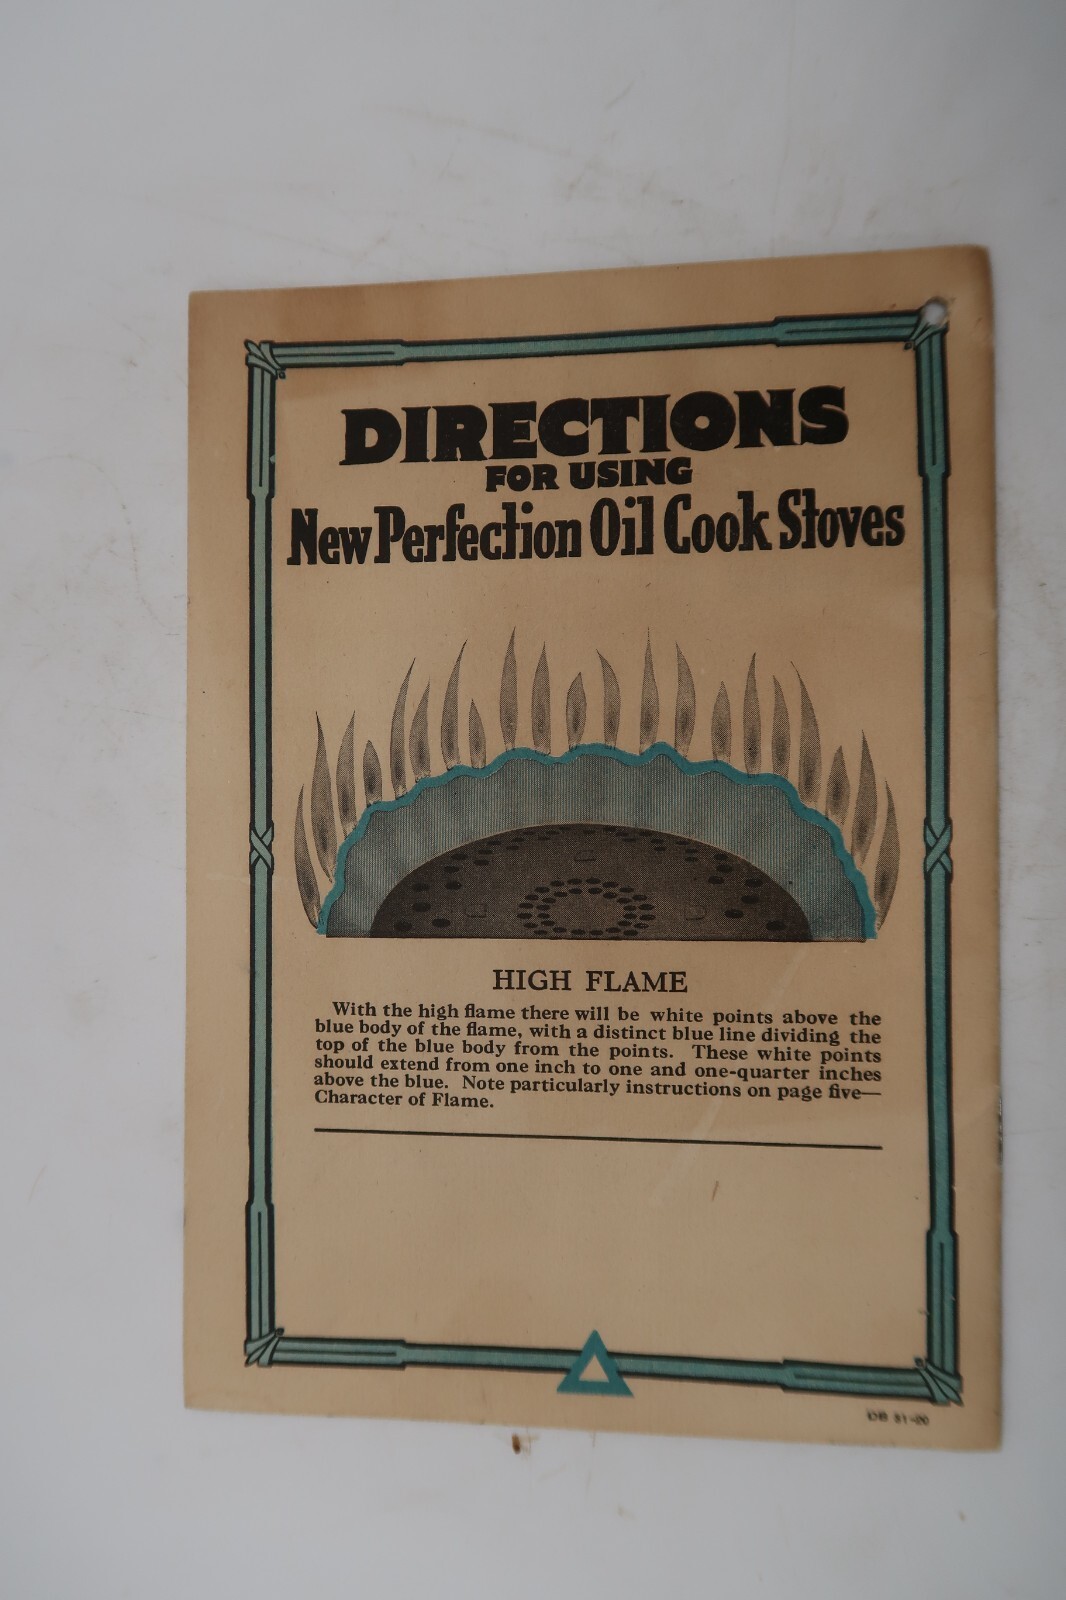 DIRECTIONS
FOR USING
New Perfection Oil Cook Stoves
HIGH FLAME
With the high flame there will be white points above the
blue body of the flame, with a distinct blue line dividing the
top of the blue body from the points. These white points
should extend from one inch to one and one-quarter inches
above the blue. Note particularly instructions on page five—
Character of Flame.
DB 51-20